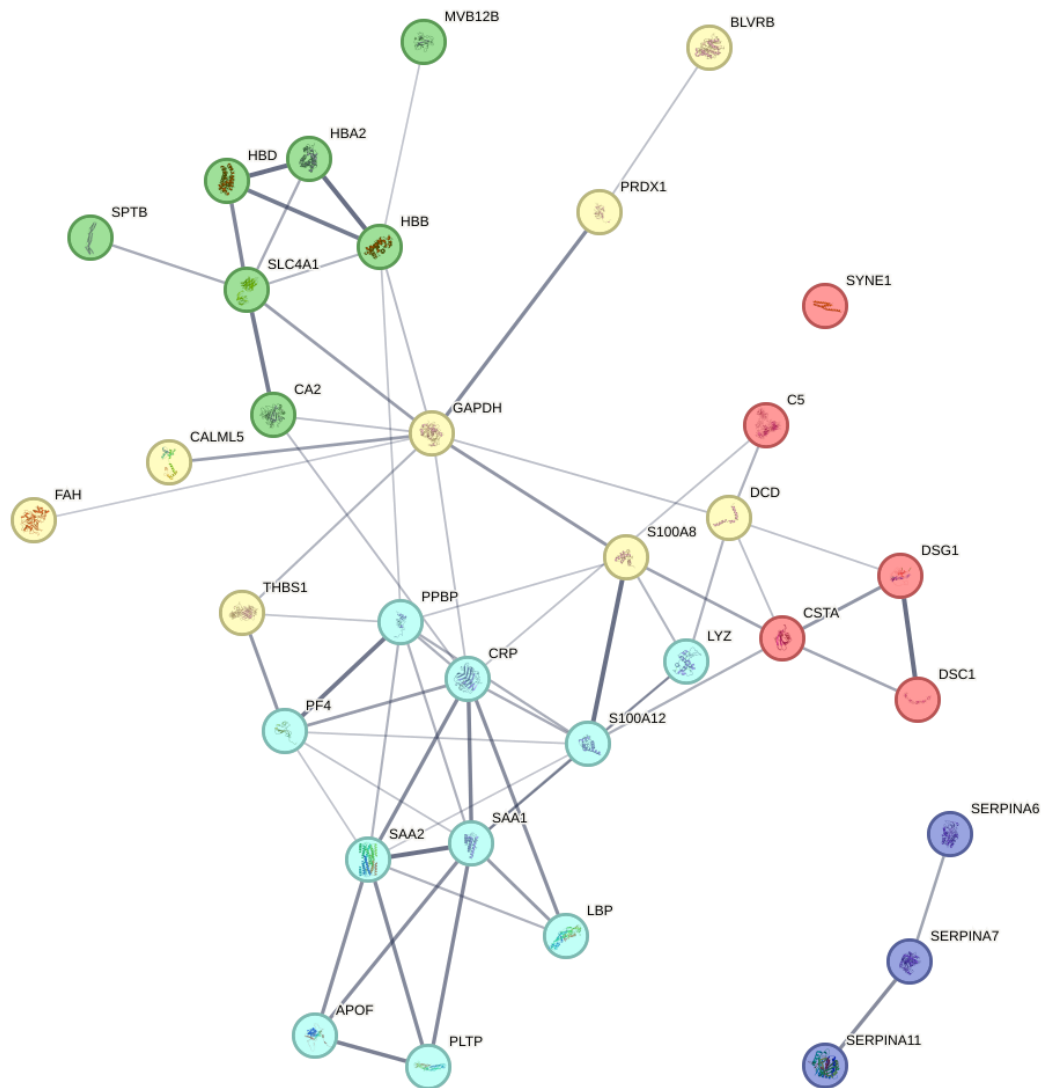 MVB12B
BLVRB
HBA2
HBD
PRDX1
SPTB
HBB
SLC4A1
SYNE1
CA2
C5
GAPDH
CALML5
DCD
FAH
S100A8
DSG1
THBS1
PPBP
CSTA
LYZ
CRP
DSC1
PF4
S100A12
SERPINA6
SAA2
SAA1
LBP
SERPINA7
APOF
PLTP
SERPINA11